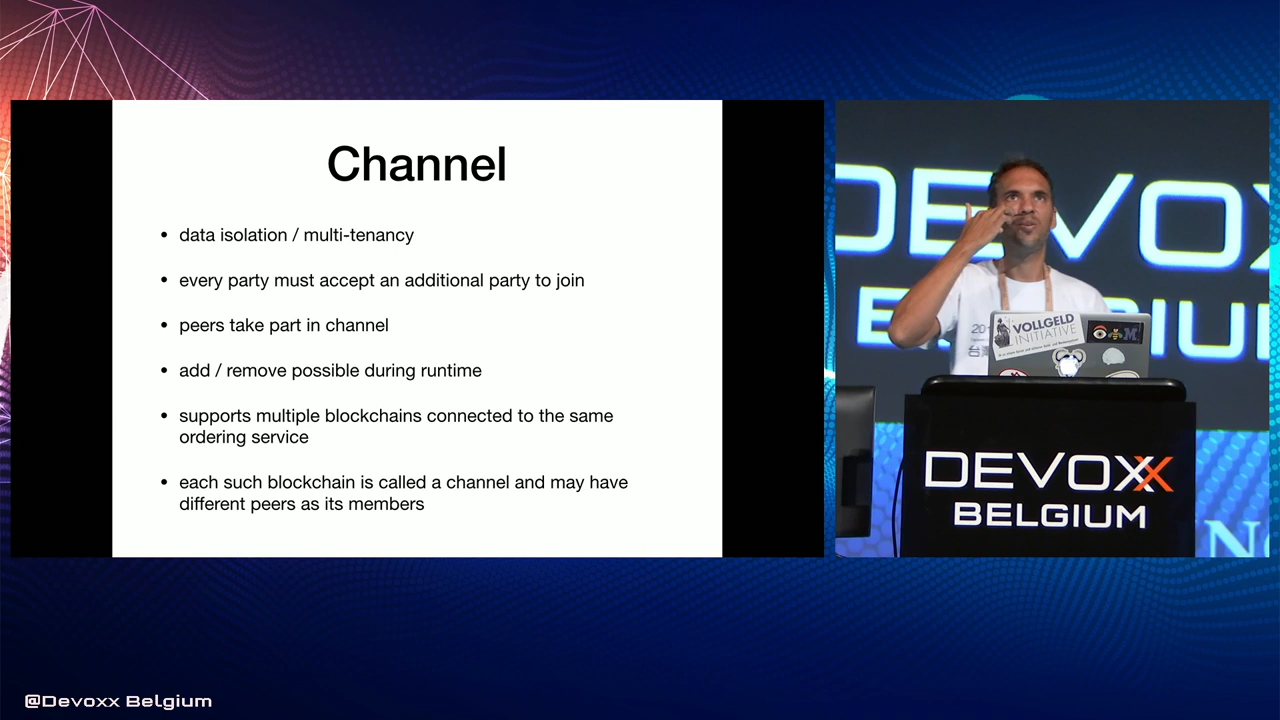 Channel
• data isolation / multi-tenancy
• every party must accept an additional party to join
• peers take part in channel
• add / remove possible during runtime
• supports multiple blockchains connected to the same
ordering service
• each such blockchain is called a channel and may have
different peers as its members
DEVOX
BELGIU
VOLLGELD
INITIATIVE
M
DEVOXX
BELGIUM
@Devoxx Belgium